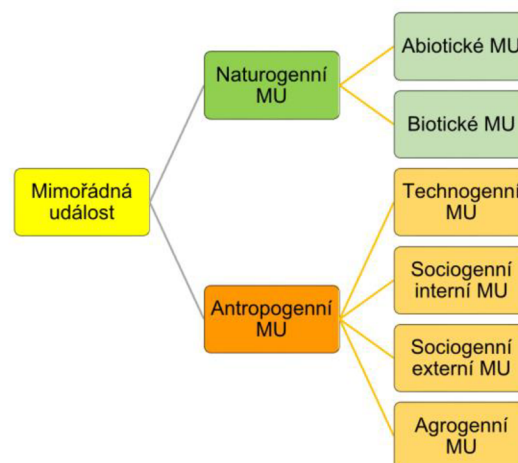 Abiotické MU
Naturogenní
MU
Biotické MU
Mimořádná
událost
Technogenní
MU
Sociogenní
interní MU
Antropogenní
MU
Sociogenní
externí MU
Agrogenní
MU